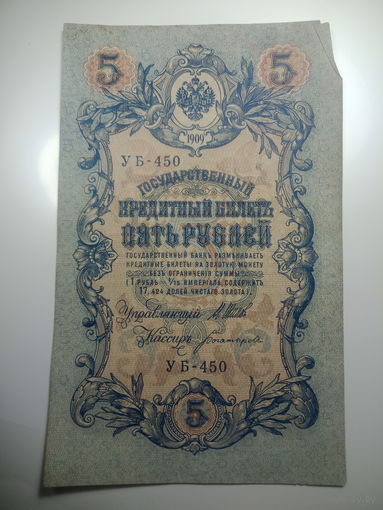 5 5
1909
УБ-450
ГОСУДАРСТВЕННЫЙ
КРЕДИТНЫЙ БИЛЕТЪ
ПЯТЬ РУБЛЕЙ
ГОСУДАРСТВЕННЫЙ БАНКЪ РАЗМѢНИВАЕТЪ
КРЕДИТНЫЕ БИЛЕТЫ НА ЗОЛОТУЮ МОНЕТУ
БЕЗЪ ОГРАНИЧЕНІЯ СУММЫ
(1 РУБЛЬ = 1/15 ИМПЕРІАЛА, СОДЕРЖИТЪ
17,424 ДОЛЕЙ ЧИСТАГО ЗОЛОТА).
Управляющій
Кассиръ
УБ-450
5